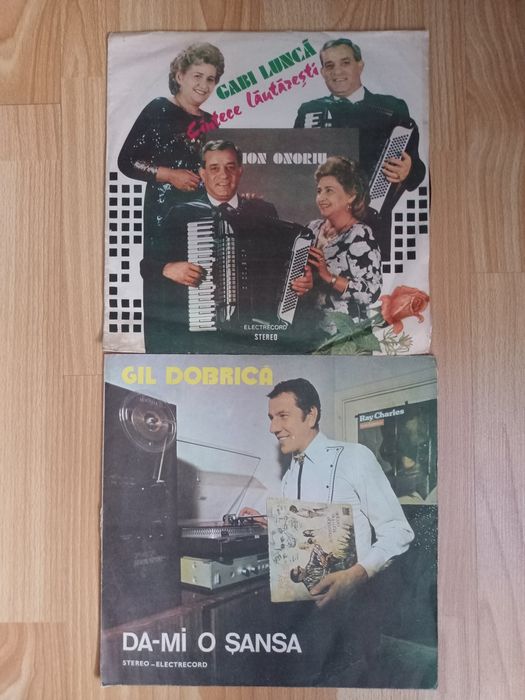 GABI LUNCĂ
Cîntece lăutărești
ION ONORIU
ELECTRECORD
STEREO
GIL DOBRICĂ
Ray Charles
DA-MI O ȘANSA
STEREO - ELECTRECORD